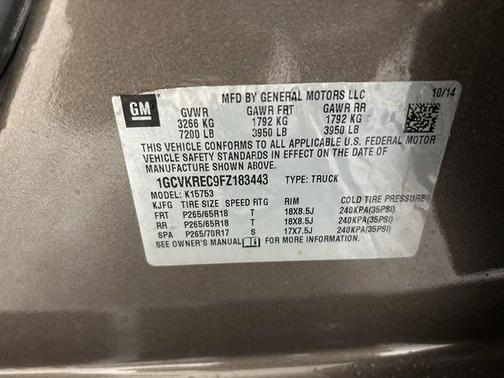 GM
MFD BY GENERAL MOTORS LLC 10/14
GVWR GAWR FRT GAWR RR
3266 KG 1792 KG 1792 KG
7200 LB 3950 LB 3950 LB
THIS VEHICLE CONFORMS TO ALL APPLICABLE U.S. FEDERAL MOTOR
VEHICLE SAFETY AND THEFT PREVENTION STANDARDS IN EFFECT ON THE DATE OF
MANUFACTURE SHOWN ABOVE.
1GCVKREC9FZ183443 TYPE: TRUCK
MODEL: K15753
KJFG TIRE SIZE SPEED RTG RIM COLD TIRE PRESSURE
FRT P265/65R18 T 18X8.5J 240KPA(35PSI)
RR P265/65R18 T 18X8.5J 240KPA(35PSI)
SPA P265/70R17 S 17X7.5J 240KPA(35PSI)
SEE OWNER'S MANUAL FOR MORE INFORMATION.